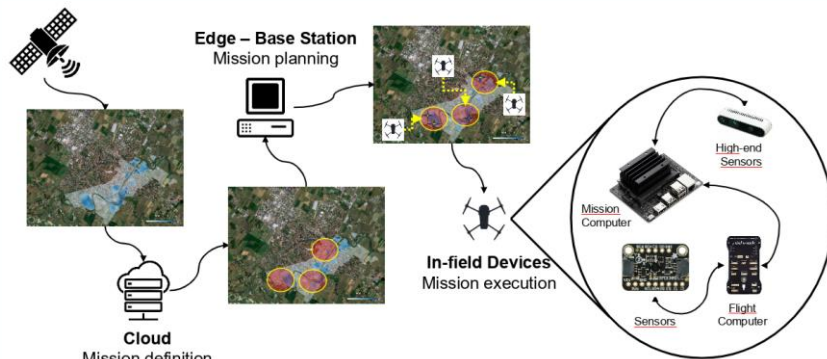 Edge – Base Station
Mission planning
High-end
Sensors
Mission
Computer
In-field Devices
Mission execution
Sensors
Flight
Computer
Cloud
Mission definition